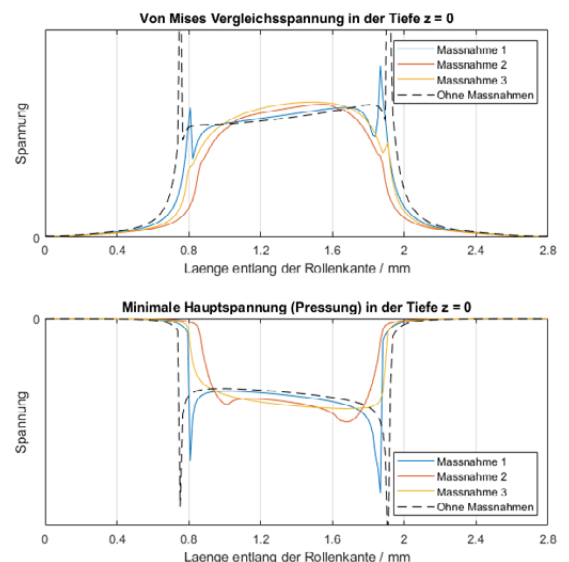 Von Mises Vergleichsspannung in der Tiefe z = 0
Spannung
0
Massnahme 1
Massnahme 2
Massnahme 3
Ohne Massnahmen
0 0.4 0.8 1.2 1.6 2 2.4 2.8
Laenge entlang der Rollenkante / mm
Minimale Hauptspannung (Pressung) in der Tiefe z = 0
0
Spannung
Massnahme 1
Massnahme 2
Massnahme 3
Ohne Massnahmen
0 0.4 0.8 1.2 1.6 2 2.4 2.8
Laenge entlang der Rollenkante / mm